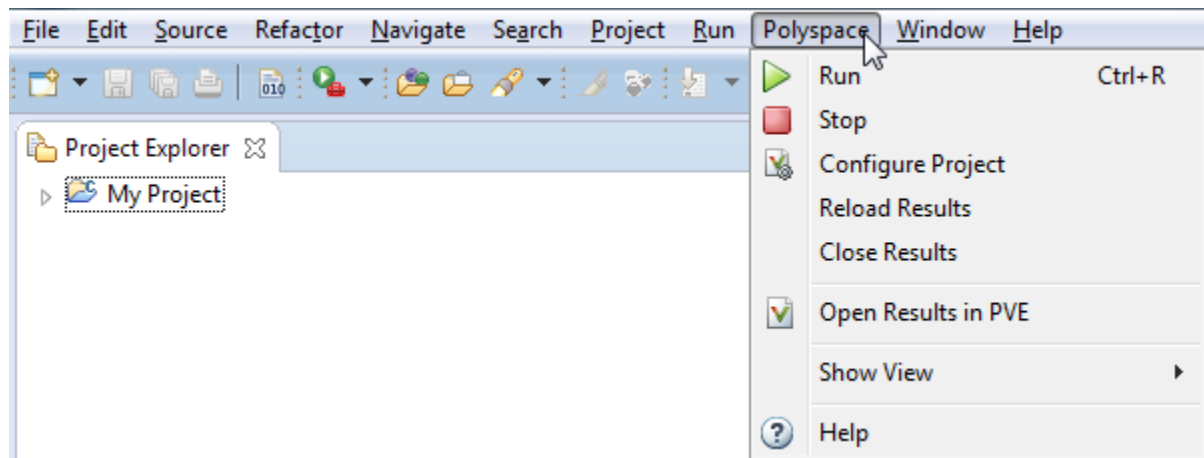 File Edit Source Refactor Navigate Search Project Run Polyspace Window Help
010
Run Ctrl+R
Stop
Project Explorer
Configure Project
My Project
Reload Results
Close Results
Open Results in PVE
Show View
Help